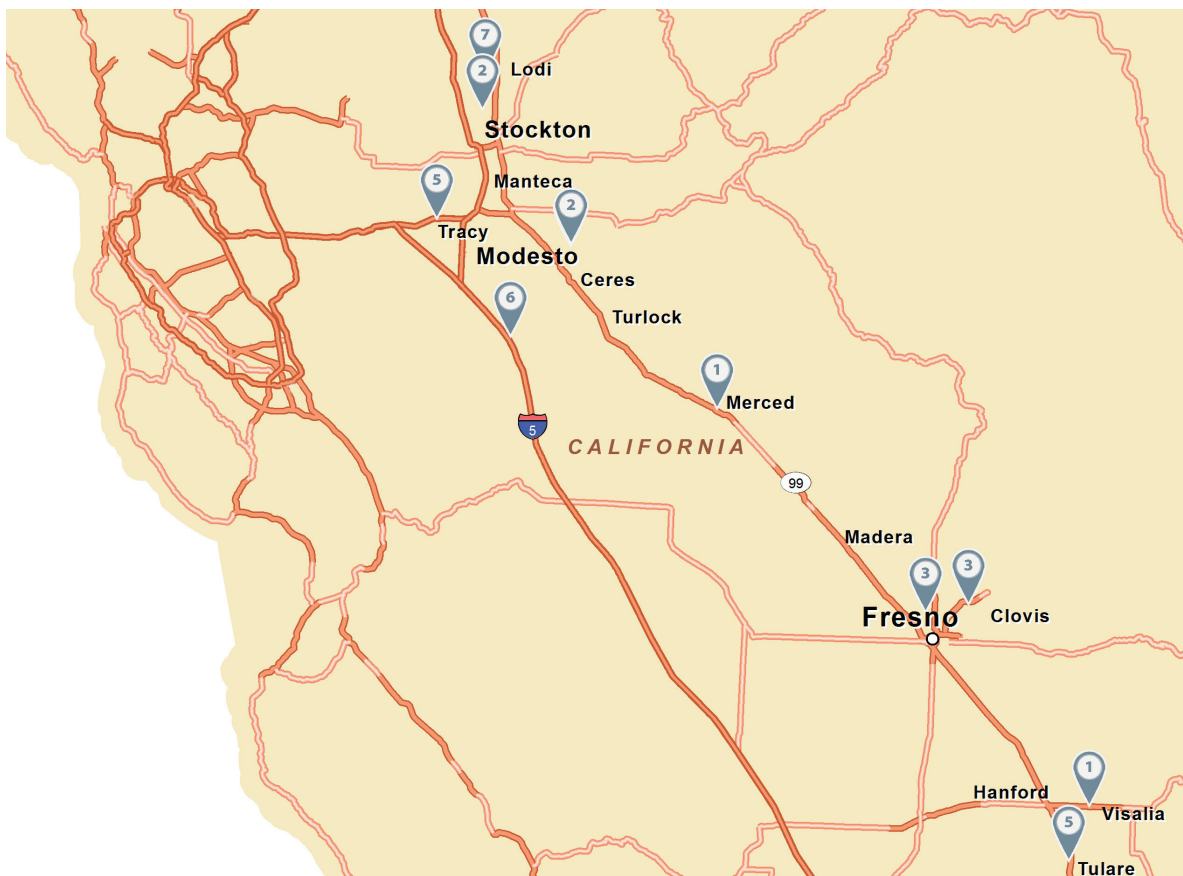 7
Lodi
2
Stockton
5
Manteca
2
Tracy
Modesto
Ceres
6
Turlock
1
Merced
5
CALIFORNIA
99
Madera
3
3
Fresno
Clovis
1
Hanford
Visalia
5
Tulare